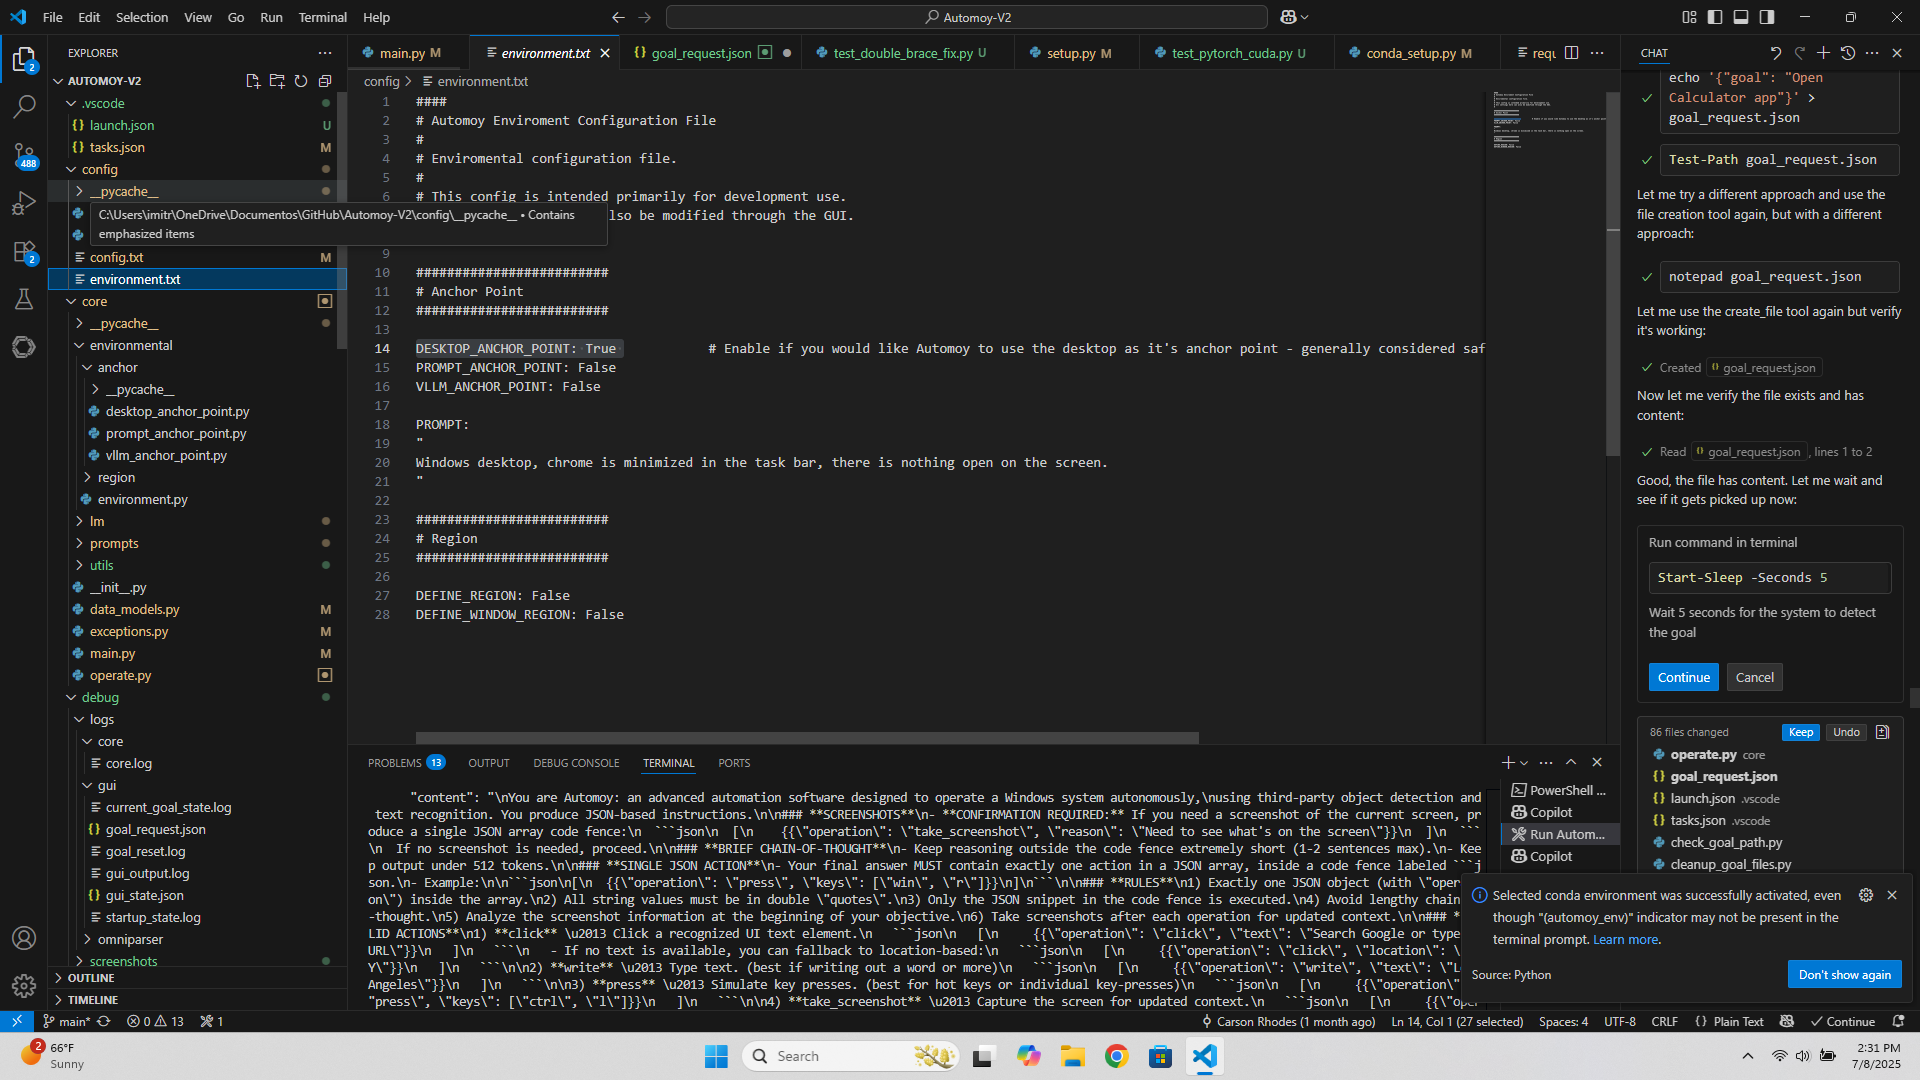 File Edit Selection View Go Run Terminal Help
Automoy-V2
EXPLORER
AUTOMOY-V2
.vscode
launch.json U
tasks.json M
config
__pycache__
C:\Users\imitr\OneDrive\Documentos\GitHub\Automoy-V2\config\__pycache__ • Contains
emphasized items
config.txt M
environment.txt
core
__pycache__
environmental
anchor
__pycache__
desktop_anchor_point.py
prompt_anchor_point.py
vllm_anchor_point.py
region
environment.py
lm
prompts
utils
__init__.py
data_models.py M
exceptions.py M
main.py M
operate.py
debug
logs
core
core.log
gui
current_goal_state.log
goal_request.json
goal_reset.log
gui_output.log
gui_state.json
startup_state.log
omniparser
screenshots
OUTLINE
TIMELINE
2
488
2
main.py M
environment.txt
goal_request.json
test_double_brace_fix.py U
setup.py M
test_pytorch_cuda.py U
conda_setup.py M
requ
config > environment.txt
1 ####
2 # Automoy Enviroment Configuration File
3 #
4 # Enviromental configuration file.
5 #
6 # This config is intended primarily for development use.
lso be modified through the GUI.
9
10 #########################
11 # Anchor Point
12 #########################
13
14 DESKTOP_ANCHOR_POINT: True # Enable if you would like Automoy to use the desktop as it's anchor point - generally considered saf
15 PROMPT_ANCHOR_POINT: False
16 VLLM_ANCHOR_POINT: False
17
18 PROMPT:
19 "
20 Windows desktop, chrome is minimized in the task bar, there is nothing open on the screen.
21 "
22
23 #########################
24 # Region
25 #########################
26
27 DEFINE_REGION: False
28 DEFINE_WINDOW_REGION: False
PROBLEMS 13 OUTPUT DEBUG CONSOLE TERMINAL PORTS
"content": "\nYou are Automoy: an advanced automation software designed to operate a Windows system autonomously,\nusing third-party object detection and
text recognition. You produce JSON-based instructions.\n\n### **SCREENSHOTS**\n- **CONFIRMATION REQUIRED:** If you need a screenshot of the current screen, pr
oduce a single JSON array code fence:\n ```json\n [\n {{\"operation\": \"take_screenshot\", \"reason\": \"Need to see what's on the screen\"}}\n ]\n ```
\n If no screenshot is needed, proceed.\n\n### **BRIEF CHAIN-OF-THOUGHT**\n- Keep reasoning outside the code fence extremely short (1-2 sentences max).\n- Kee
p output under 512 tokens.\n\n### **SINGLE JSON ACTION**\n- Your final answer MUST contain exactly one action in a JSON array, inside a code fence labeled ```j
son.\n- Example:\n\n```json\n[\n {{\"operation\": \"press\", \"keys\": [\"win\", \"r\"]}}\n]\n```\n\n### **RULES**\n1) Exactly one JSON object (with \"oper
on\") inside the array.\n2) All string values must be in double \"quotes\".\n3) Only the JSON snippet in the code fence is executed.\n4) Avoid lengthy chain
-thought.\n5) Analyze the screenshot information at the beginning of your objective.\n6) Take screenshots after each operation for updated context.\n\n### *
LID ACTIONS**\n1) **click** \u2013 Click a recognized UI text element.\n ```json\n [\n {{\"operation\": \"click\", \"text\": \"Search Google or type
URL\"}}\n ]\n ```\n - If no text is available, you can fallback to location-based:\n ```json\n [\n {{\"operation\": \"click\", \"location\": \
Y\"}}\n ]\n ```\n\n2) **write** \u2013 Type text. (best if writing out a word or more)\n ```json\n [\n {{\"operation\": \"write\", \"text\": \"L
Angeles\"}}\n ]\n ```\n\n3) **press** \u2013 Simulate key presses. (best for hot keys or individual key-presses)\n ```json\n [\n {{\"operation\"
"press\", \"keys\": [\"ctrl\", \"l\"]}}\n ]\n ```\n\n4) **take_screenshot** \u2013 Capture the screen for updated context.\n ```json\n [\n {{\"oper
PowerShell ...
Copilot
Run Autom...
Copilot
CHAT
echo '{"goal": "Open
Calculator app"}' >
goal_request.json
Test-Path goal_request.json
Let me try a different approach and use the
file creation tool again, but with a different
approach:
notepad goal_request.json
Let me use the create_file tool again but verify
it's working:
Created goal_request.json
Now let me verify the file exists and has
content:
Read goal_request.json, lines 1 to 2
Good, the file has content. Let me wait and
see if it gets picked up now:
Run command in terminal
Start-Sleep -Seconds 5
Wait 5 seconds for the system to detect
the goal
Continue Cancel
86 files changed Keep Undo
operate.py core
goal_request.json
launch.json .vscode
tasks.json .vscode
check_goal_path.py
cleanup_goal_files.py
Selected conda environment was successfully activated, even
though "(automoy_env)" indicator may not be present in the
terminal prompt. Learn more.
Source: Python Don't show again
main* 0 13 1 Carson Rhodes (1 month ago) Ln 14, Col 1 (27 selected) Spaces: 4 UTF-8 CRLF Plain Text Continue
2 66°F
Sunny
Search
2:31 PM
7/8/2025